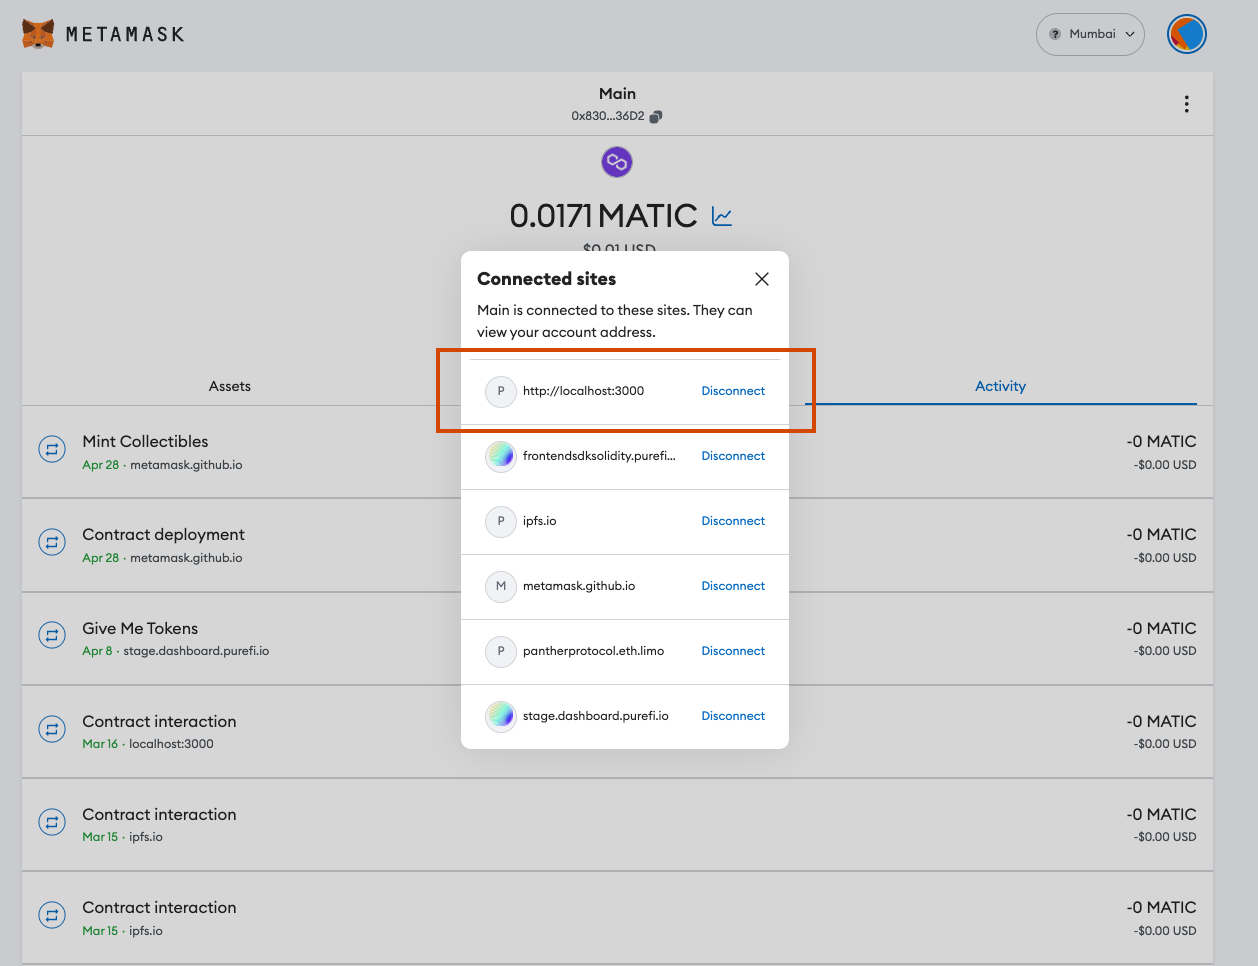 METAMASK
? Mumbai
Main
0x830...36D2
0.0171 MATIC
$0.01 USD
Connected sites
Main is connected to these sites. They can
view your account address.
P http://localhost:3000 Disconnect
frontendsdksolidity.purefi... Disconnect
P ipfs.io Disconnect
M metamask.github.io Disconnect
P pantherprotocol.eth.limo Disconnect
stage.dashboard.purefi.io Disconnect
Assets
Activity
Mint Collectibles -0 MATIC
Apr 28 · metamask.github.io -$0.00 USD
Contract deployment -0 MATIC
Apr 28 · metamask.github.io -$0.00 USD
Give Me Tokens -0 MATIC
Apr 8 · stage.dashboard.purefi.io -$0.00 USD
Contract interaction -0 MATIC
Mar 16 · localhost:3000 -$0.00 USD
Contract interaction -0 MATIC
Mar 15 · ipfs.io -$0.00 USD
Contract interaction -0 MATIC
Mar 15 · ipfs.io -$0.00 USD